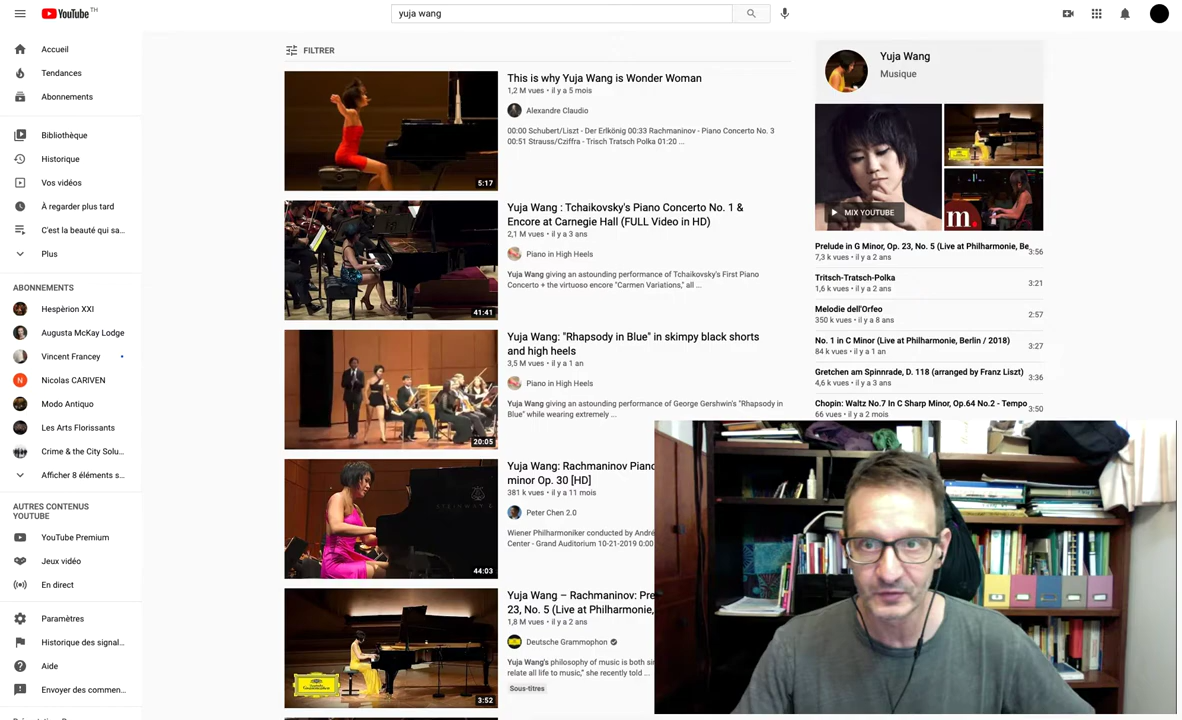 YouTube TH
yuja wang
Accueil
Tendances
Abonnements
Bibliothèque
Historique
Vos vidéos
À regarder plus tard
C'est la beauté qui sa...
Plus
ABONNEMENTS
Hespèrion XXI
Augusta McKay Lodge
Vincent Francey
N
Nicolas CARIVEN
Modo Antiquo
Les Arts Florissants
Crime & the City Solu...
Afficher 8 éléments s...
AUTRES CONTENUS
YOUTUBE
YouTube Premium
Jeux vidéo
En direct
Paramètres
Historique des signal...
Aide
Envoyer des commen...
FILTRER
5:17
This is why Yuja Wang is Wonder Woman
1,2 M vues • il y a 5 mois
Alexandre Claudio
00:00 Schubert/Liszt - Der Erlkönig 00:33 Rachmaninov - Piano Concerto No. 3
00:51 Strauss/Cziffra - Trisch Tratsch Polka 01:20 ...
41:41
Yuja Wang : Tchaikovsky's Piano Concerto No. 1 &
Encore at Carnegie Hall (FULL Video in HD)
2,1 M vues • il y a 3 ans
Piano in High Heels
Yuja Wang giving an astounding performance of Tchaikovsky's First Piano
Concerto + the virtuoso encore "Carmen Variations," all ...
20:05
Yuja Wang: "Rhapsody in Blue" in skimpy black shorts
and high heels
3,5 M vues • il y a 1 an
Piano in High Heels
Yuja Wang giving an astounding performance of George Gershwin's "Rhapsody in
Blue" while wearing extremely ...
44:03
Yuja Wang: Rachmaninov Piano
minor Op. 30 [HD]
381 k vues • il y a 11 mois
Peter Chen 2.0
Wiener Philharmoniker conducted by André
Center - Grand Auditorium 10-21-2019 0:00
3:52
Yuja Wang – Rachmaninov: Pre
23, No. 5 (Live at Philharmonie,
1,8 M vues • il y a 2 ans
Deutsche Grammophon
Yuja Wang's philosophy of music is both si
relate all life to music," she recently told ...
Sous-titres
Yuja Wang
Musique
MIX YOUTUBE
m.
Prelude in G Minor, Op. 23, No. 5 (Live at Philharmonie, Be
3:56
7,3 k vues • il y a 2 ans
Tritsch-Tratsch-Polka
3:21
1,6 k vues • il y a 2 ans
Melodie dell'Orfeo
2:57
350 k vues • il y a 8 ans
No. 1 in C Minor (Live at Philharmonie, Berlin / 2018)
3:27
84 k vues • il y a 1 an
Gretchen am Spinnrade, D. 118 (arranged by Franz Liszt)
3:36
4,6 k vues • il y a 3 ans
Chopin: Waltz No.7 In C Sharp Minor, Op.64 No.2 - Tempo
3:50
66 vues • il y a 2 mois